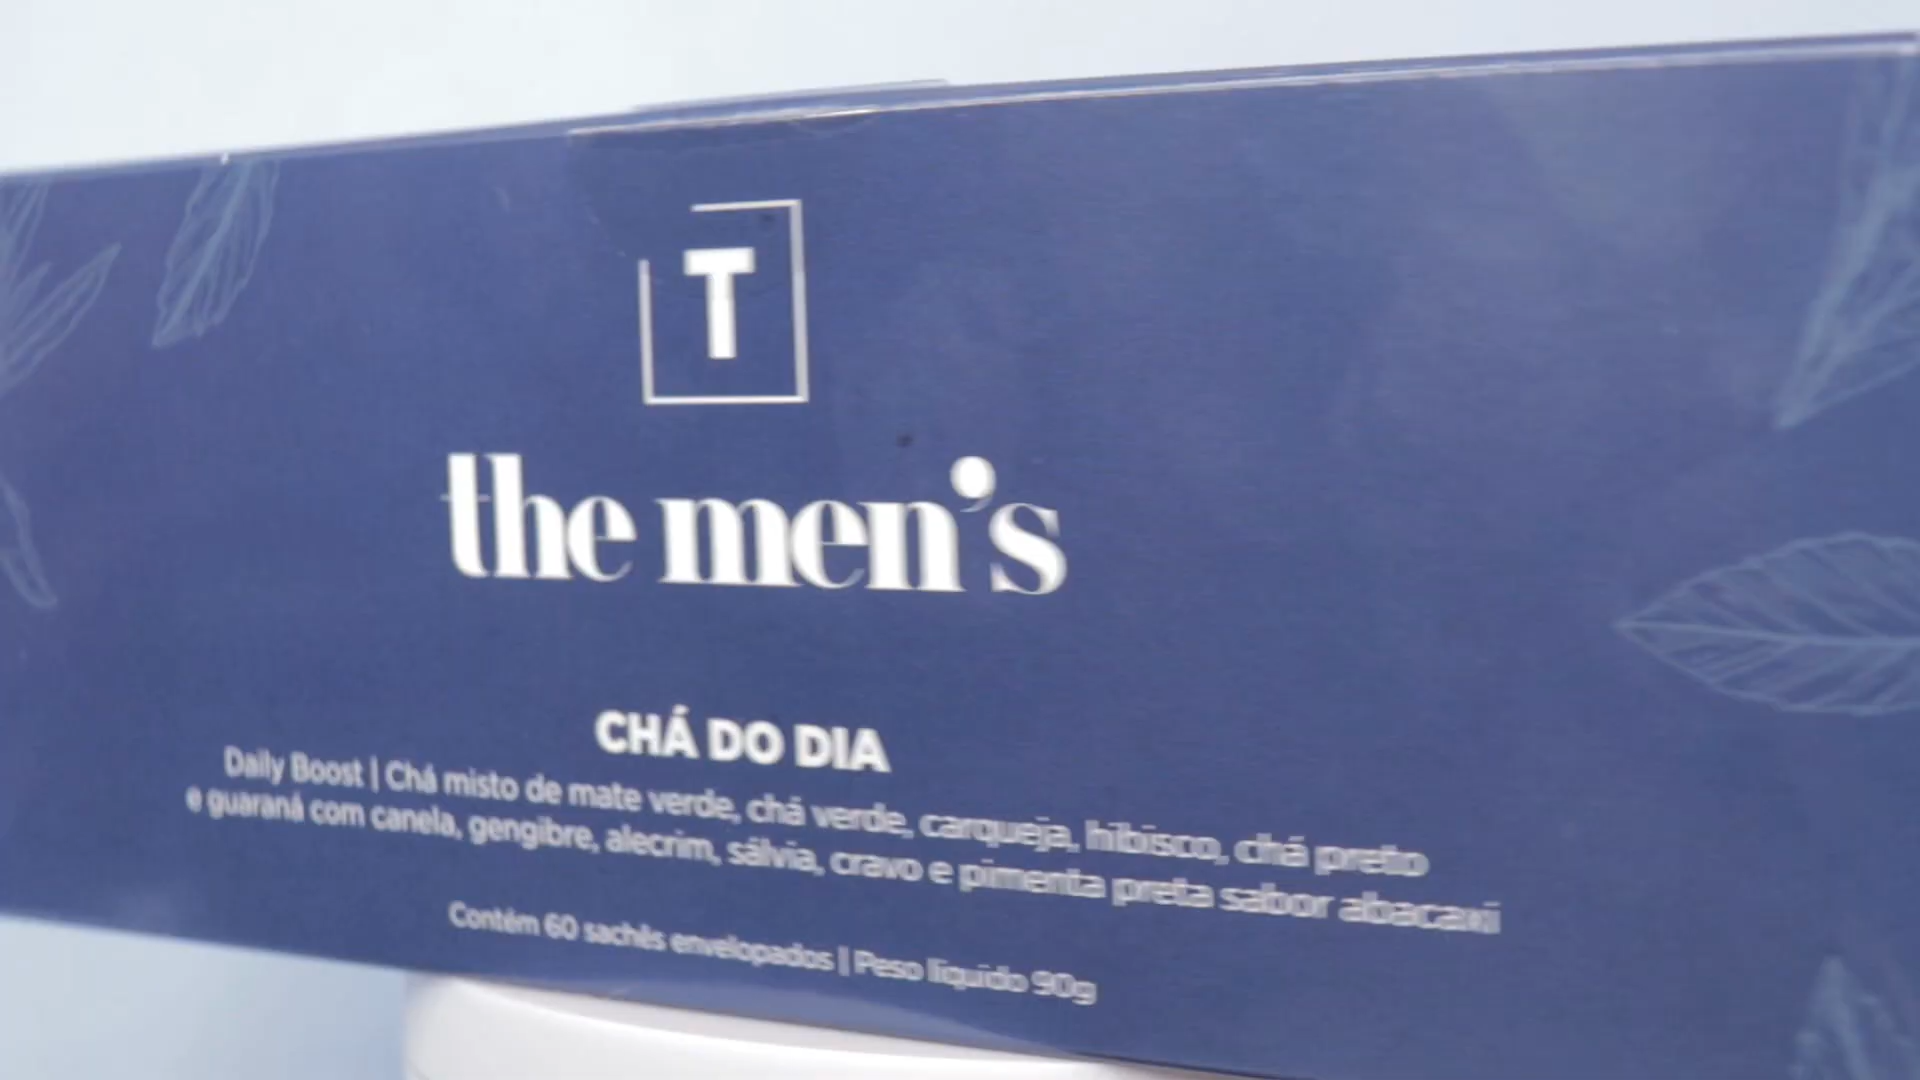 T
the men's
CHÁ DO DIA
Daily Boost | Chá misto de mate verde, chá verde, carqueja, hibisco, chá preto
e guaraná com canela, gengibre, alecrim, sálvia, cravo e pimenta preta sabor abacaxi
Contém 60 sachês envelopados | Peso líquido 90g